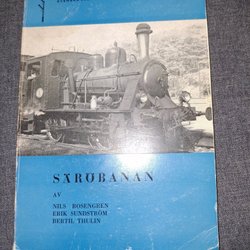 SÄRÖBANAN
AV
NILS ROSENGREN
ERIK SUNDSTRÖM
BERTIL THULIN